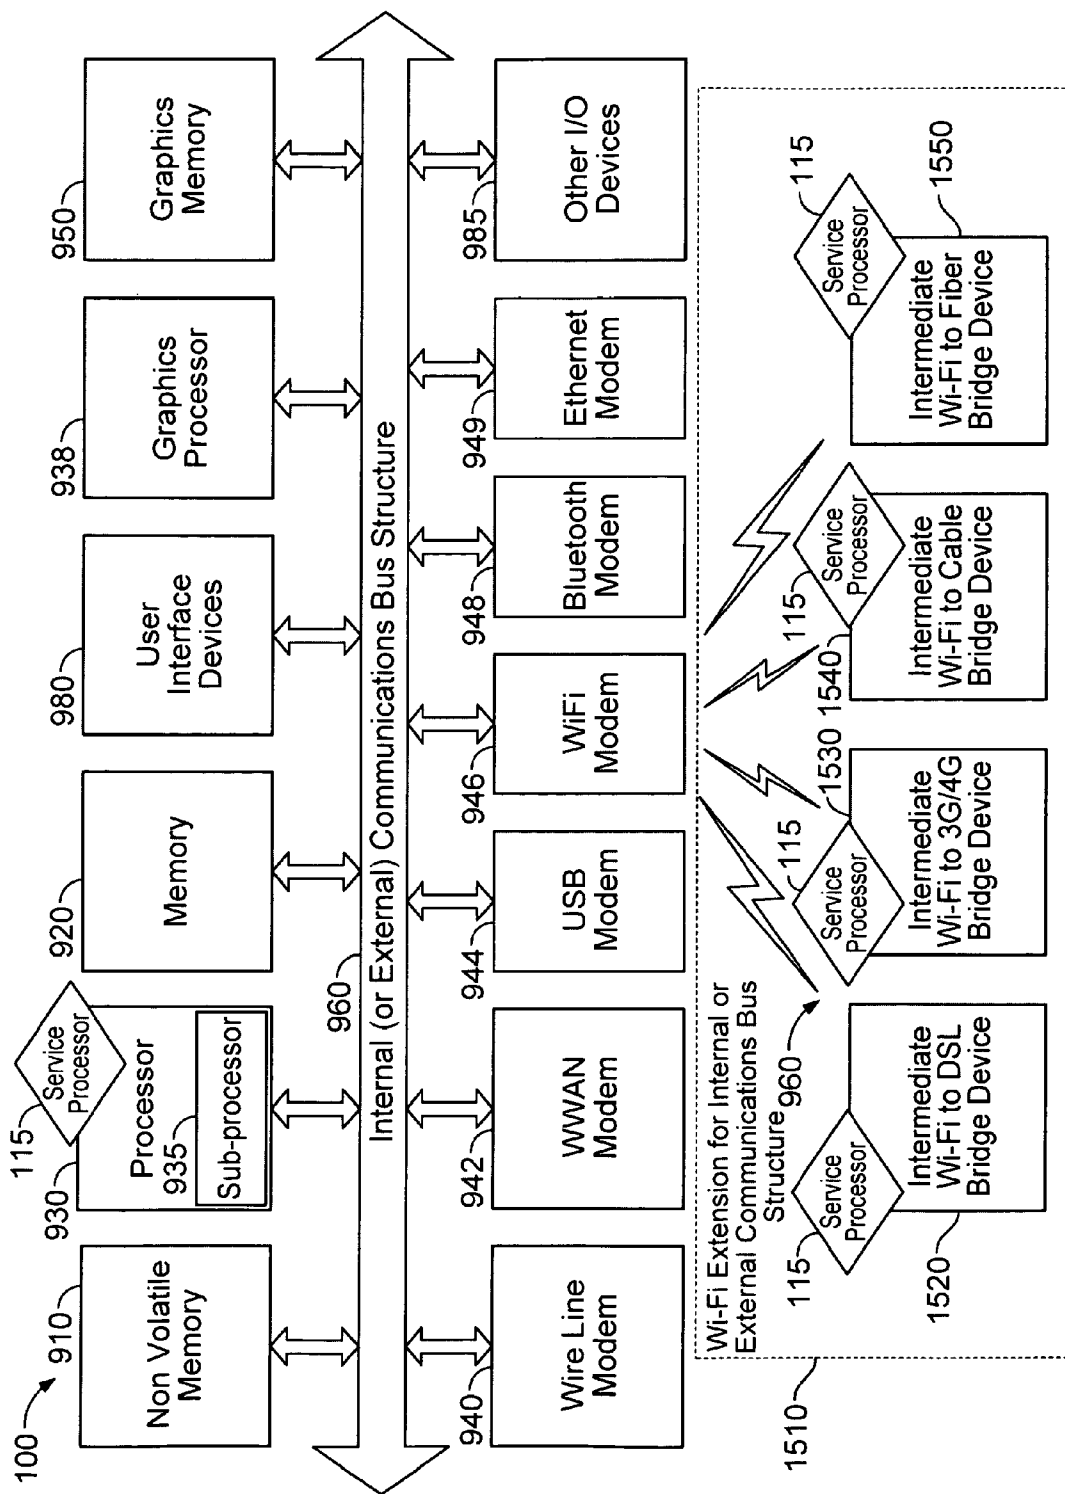 100
910
Non Volatile
Memory
115
Service
Processor
930
Processor
935
Sub-processor
920
Memory
980
User
Interface
Devices
938
Graphics
Processor
950
Graphics
Memory
960
Internal (or External) Communications Bus Structure
940
Wire Line
Modem
942
WWAN
Modem
944
USB
Modem
946
WiFi
Modem
948
Bluetooth
Modem
949
Ethernet
Modem
985
Other I/O
Devices
1510
Wi-Fi Extension for Internal or
External Communications Bus
Structure
960
115
Service
Processor
1520
Intermediate
Wi-Fi to DSL
Bridge Device
115
Service
Processor
1530
Intermediate
Wi-Fi to 3G/4G
Bridge Device
115
Service
Processor
1540
Intermediate
Wi-Fi to Cable
Bridge Device
115
Service
Processor
1550
Intermediate
Wi-Fi to Fiber
Bridge Device